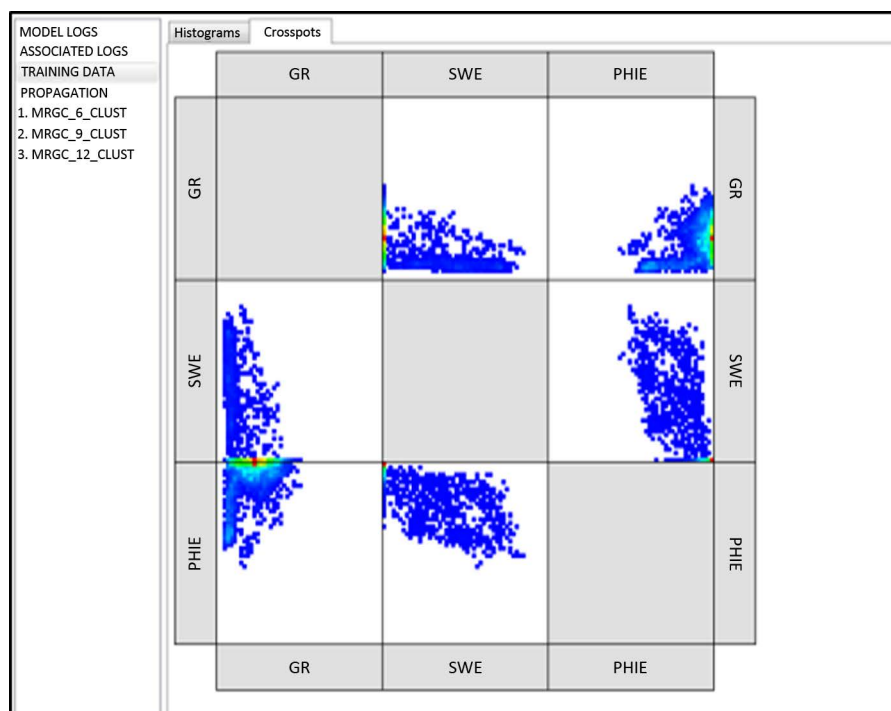 MODEL LOGS
ASSOCIATED LOGS
TRAINING DATA
PROPAGATION
1. MRGC_6_CLUST
2. MRGC_9_CLUST
3. MRGC_12_CLUST
Histograms Crosspots
GR SWE PHIE
GR GR
SWE SWE
PHIE PHIE
GR SWE PHIE